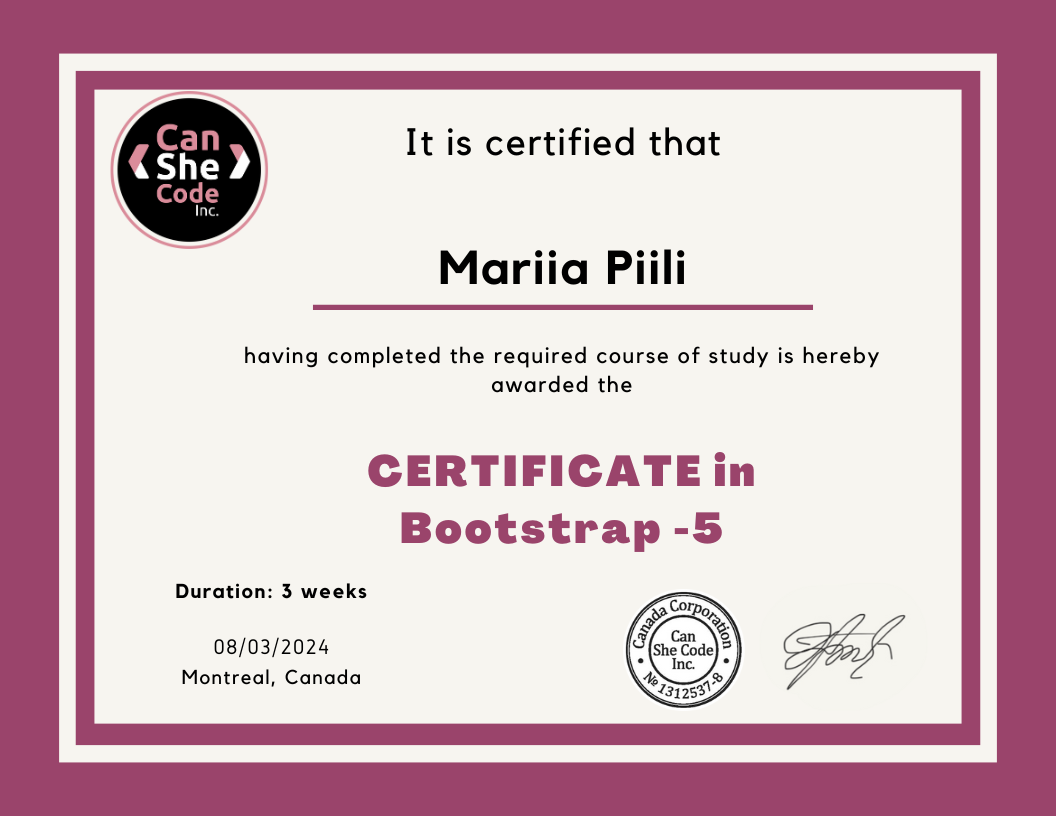 Can
She
Code
Inc.
It is certified that
Mariia Piili
having completed the required course of study is hereby
awarded the
CERTIFICATE in
Bootstrap -5
Duration: 3 weeks
08/03/2024
Montreal, Canada
Canada Corporation
Can
She Code
Inc.
№ 1312537-8